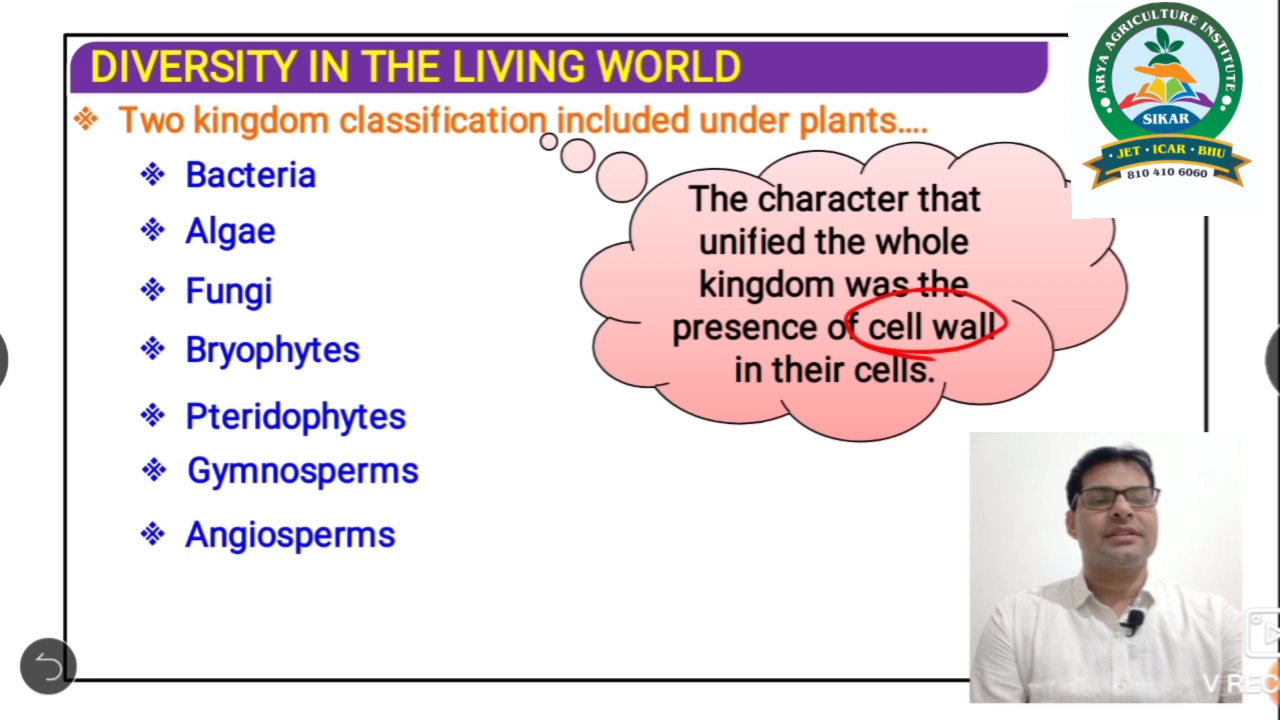 DIVERSITY IN THE LIVING WORLD
Two kingdom classification included under plants....
Bacteria
Algae
Fungi
Bryophytes
Pteridophytes
Gymnosperms
Angiosperms
The character that
unified the whole
kingdom was the
presence of cell wall
in their cells.
ARYA AGRICULTURE INSTITUTE
SIKAR
· JET · ICAR · BHU ·
810 410 6060
V REC